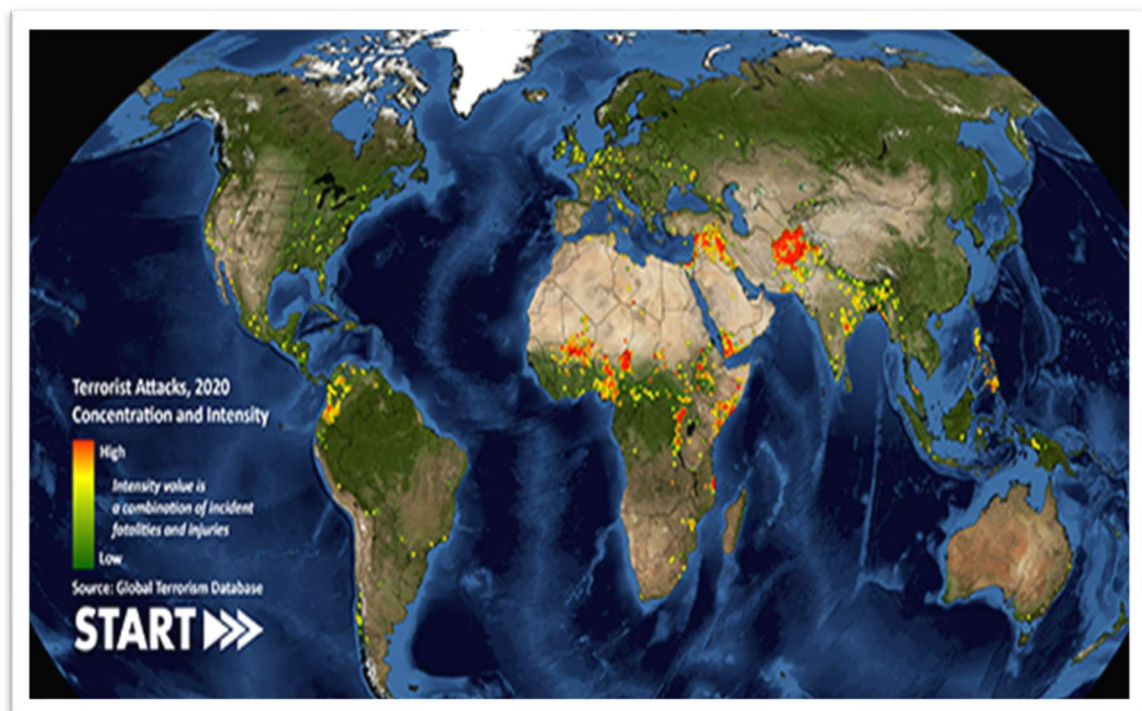 Terrorist Attacks, 2020
Concentration and Intensity
High
Intensity value is
a combination of incident
fatalities and injuries
Low
Source: Global Terrorism Database
START